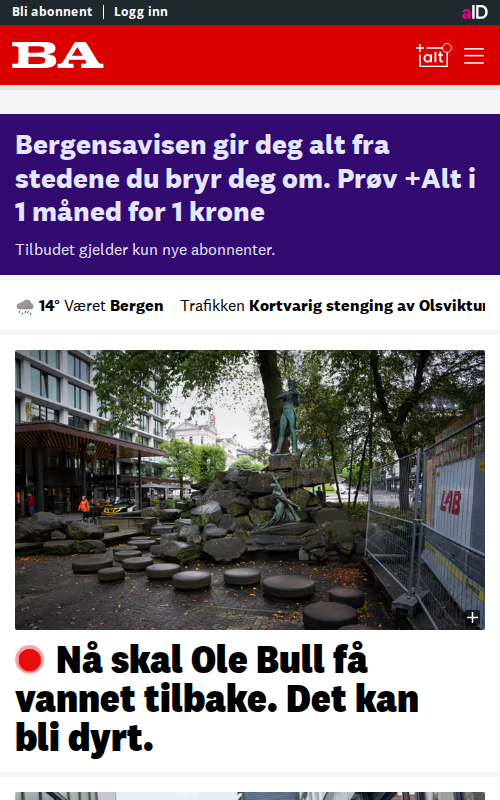 Bli abonnent | Logg inn
aID
BA
+alt
Bergensavisen gir deg alt fra
stedene du bryr deg om. Prøv +Alt i
1 måned for 1 krone
Tilbudet gjelder kun nye abonnenter.
14° Været Bergen Trafikken Kortvarig stenging av Olsviktun
LAB
Nå skal Ole Bull få
vannet tilbake. Det kan
bli dyrt.